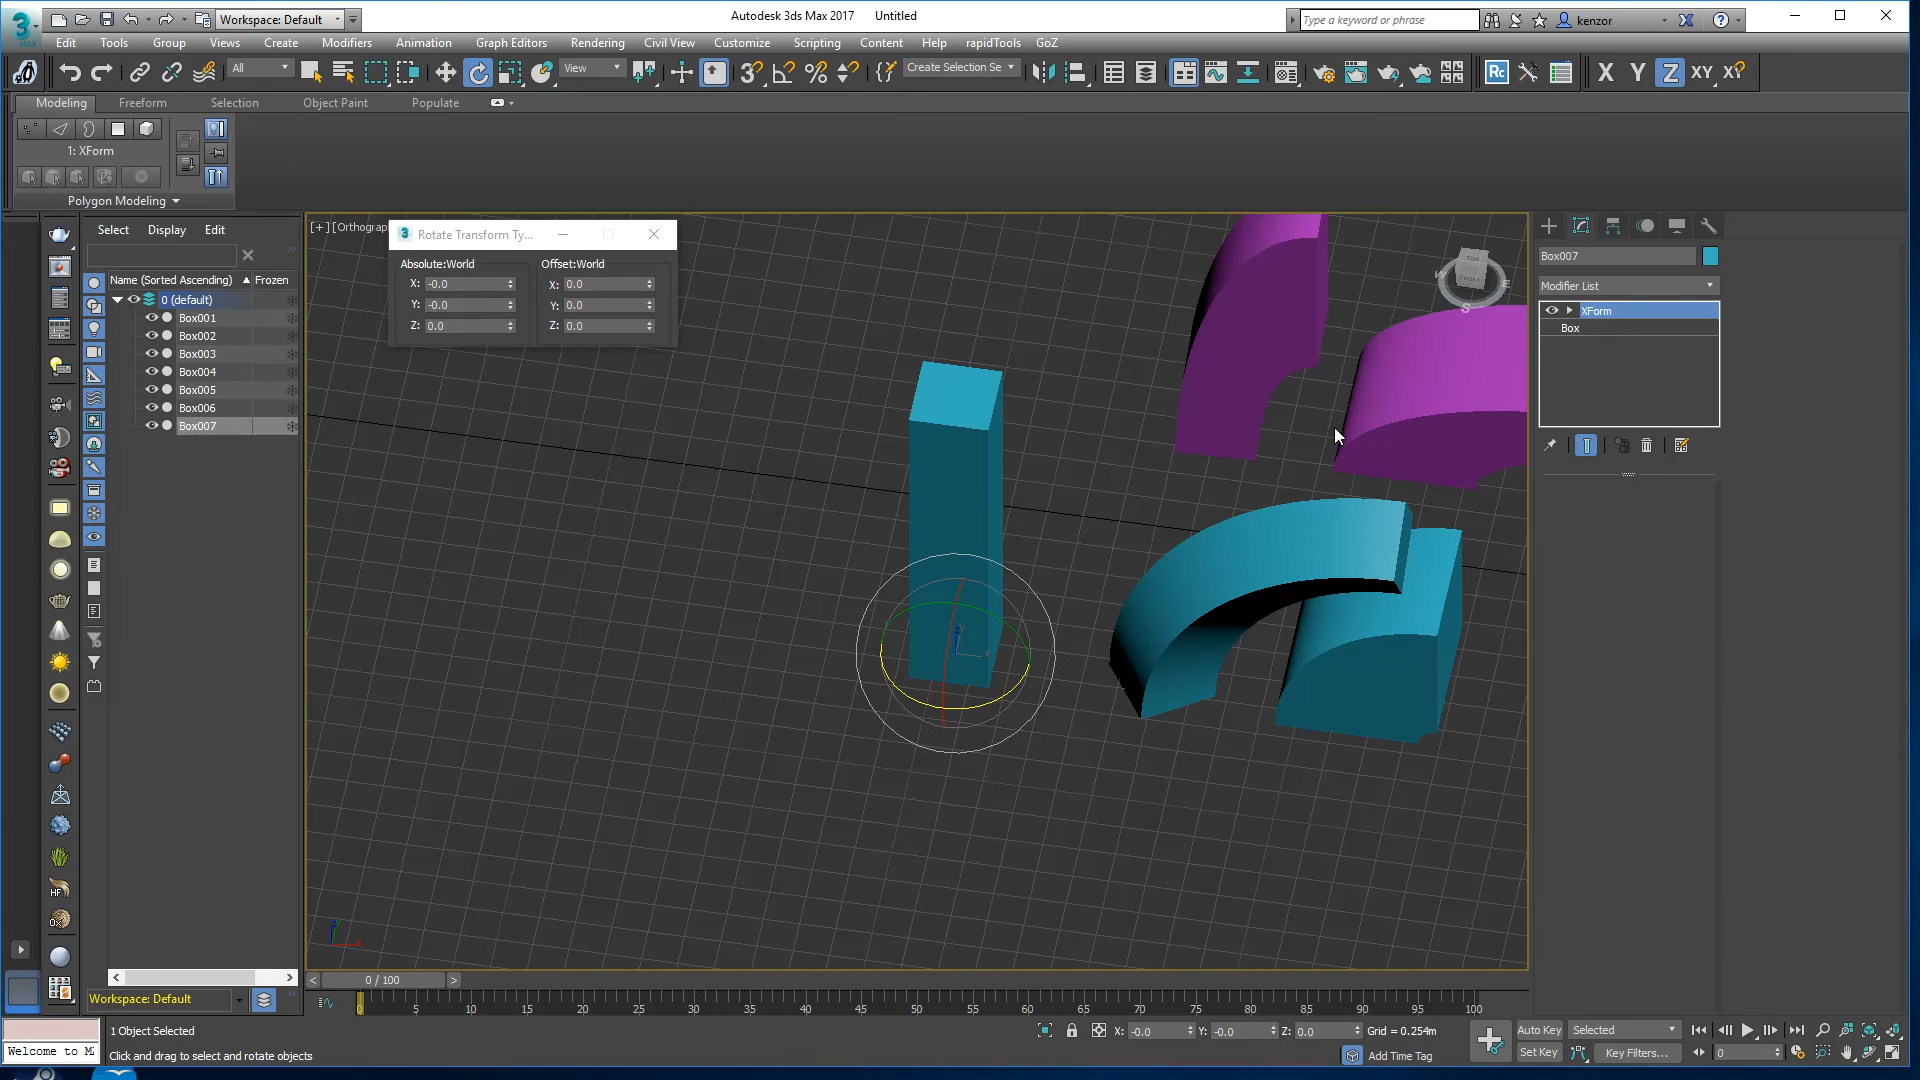 3
MAX
Workspace: Default
Autodesk 3ds Max 2017 Untitled
Type a keyword or phrase
kenzor
Edit Tools Group Views Create Modifiers Animation Graph Editors Rendering Civil View Customize Scripting Content Help rapidTools GoZ
All
View
Create Selection Se
Rc
X Y Z XY
Modeling Freeform Selection Object Paint Populate
1: XForm
Polygon Modeling
Select Display Edit
Name (Sorted Ascending) Frozen
0 (default)
Box001
Box002
Box003
Box004
Box005
Box006
Box007
[+] [Orthograp
Rotate Transform Ty...
Absolute:World Offset:World
X: -0.0 X: 0.0
Y: -0.0 Y: 0.0
Z: 0.0 Z: 0.0
TOP
FRONT
W
E
S
Box007
Modifier List
XForm
Box
HF
Ox
Workspace: Default
0 / 100
0 5 10 15 20 25 30 35 40 45 50 55 60 65 70 75 80 85 90 95 100
1 Object Selected
X: -0.0 Y: -0.0 Z: 0.0 Grid = 0.254m
Auto Key Selected
Welcome to M
Click and drag to select and rotate objects
Add Time Tag
Set Key Key Filters...
0